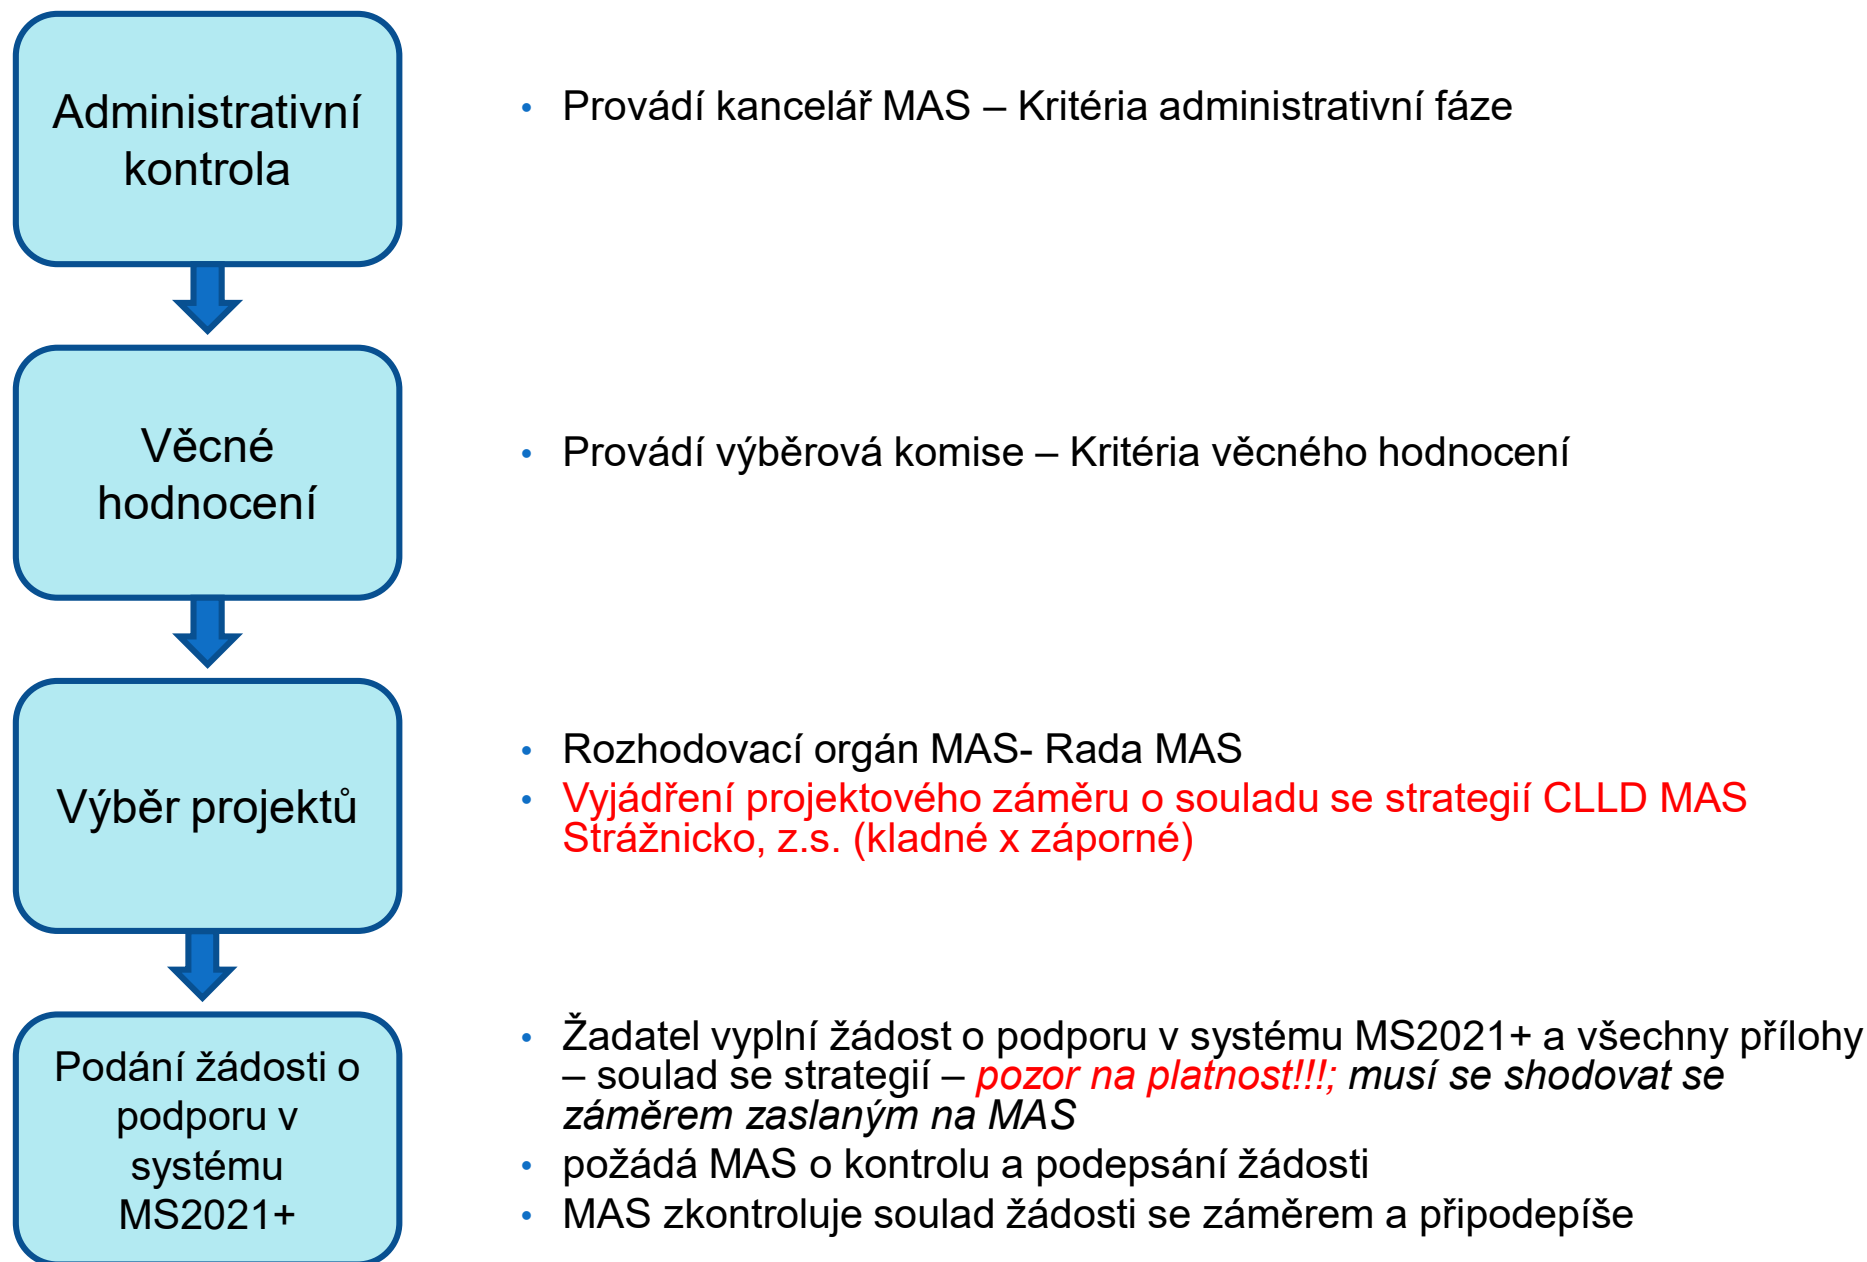 Administrativní
kontrola
• Provádí kancelář MAS – Kritéria administrativní fáze
Věcné
hodnocení
• Provádí výběrová komise – Kritéria věcného hodnocení
Výběr projektů
• Rozhodovací orgán MAS- Rada MAS
• Vyjádření projektového záměru o souladu se strategií CLLD MAS
Strážnicko, z.s. (kladné x záporné)
Podání žádosti o
podporu v
systému
MS2021+
• Žadatel vyplní žádost o podporu v systému MS2021+ a všechny přílohy
– soulad se strategií – pozor na platnost!!!; musí se shodovat se
záměrem zaslaným na MAS
• požádá MAS o kontrolu a podepsání žádosti
• MAS zkontroluje soulad žádosti se záměrem a připodepíše